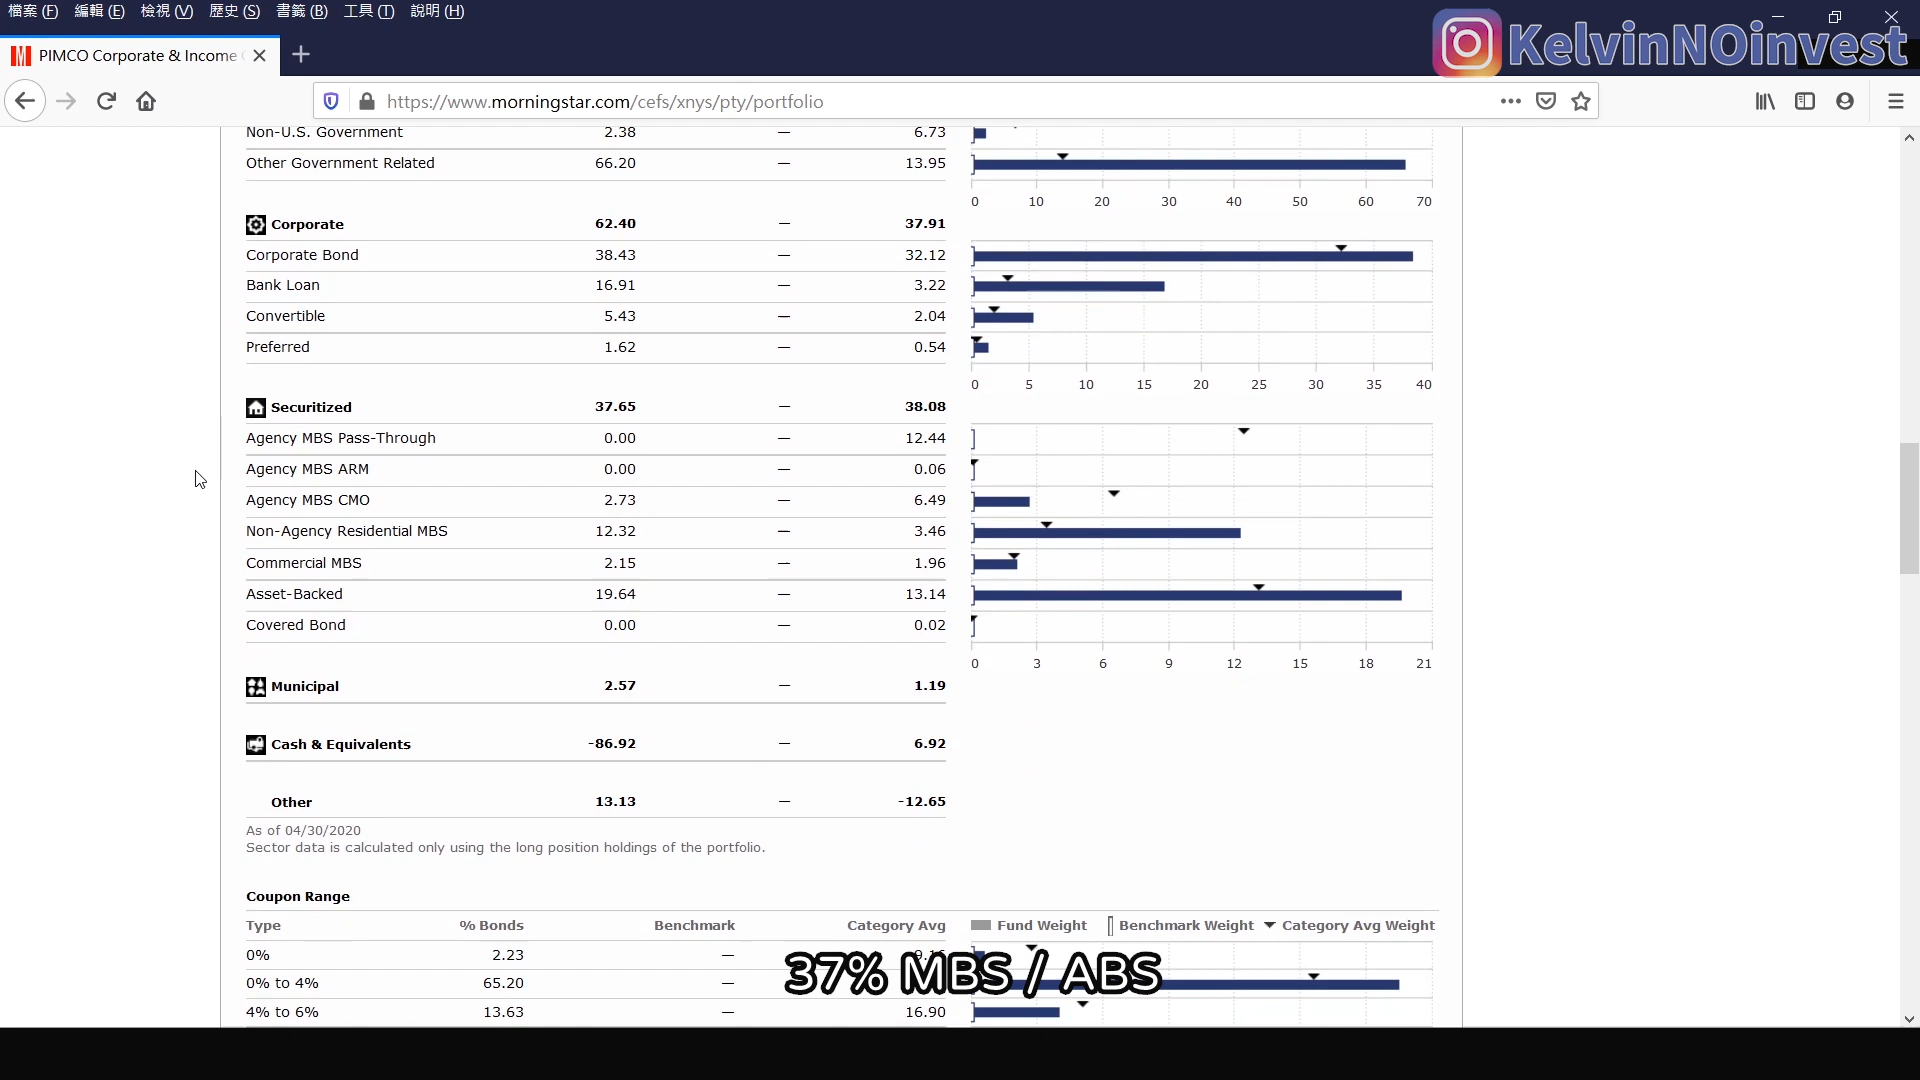 檔案 (F) 編輯 (E) 檢視 (V) 歷史 (S) 書籤 (B) 工具 (T) 說明 (H)
KelvinNOinvest
PIMCO Corporate & Income
https://www.morningstar.com/cefs/xnys/pty/portfolio
Non-U.S. Government 2.38 — 6.73
Other Government Related 66.20 — 13.95
0 10 20 30 40 50 60 70
Corporate 62.40 — 37.91
Corporate Bond 38.43 — 32.12
Bank Loan 16.91 — 3.22
Convertible 5.43 — 2.04
Preferred 1.62 — 0.54
0 5 10 15 20 25 30 35 40
Securitized 37.65 — 38.08
Agency MBS Pass-Through 0.00 — 12.44
Agency MBS ARM 0.00 — 0.06
Agency MBS CMO 2.73 — 6.49
Non-Agency Residential MBS 12.32 — 3.46
Commercial MBS 2.15 — 1.96
Asset-Backed 19.64 — 13.14
Covered Bond 0.00 — 0.02
0 3 6 9 12 15 18 21
Municipal 2.57 — 1.19
Cash & Equivalents -86.92 — 6.92
Other 13.13 — -12.65
As of 04/30/2020
Sector data is calculated only using the long position holdings of the portfolio.
Coupon Range
Type % Bonds Benchmark Category Avg Fund Weight Benchmark Weight Category Avg Weight
0% 2.23 —
0% to 4% 65.20 —
4% to 6% 13.63 — 16.90
37% MBS / ABS